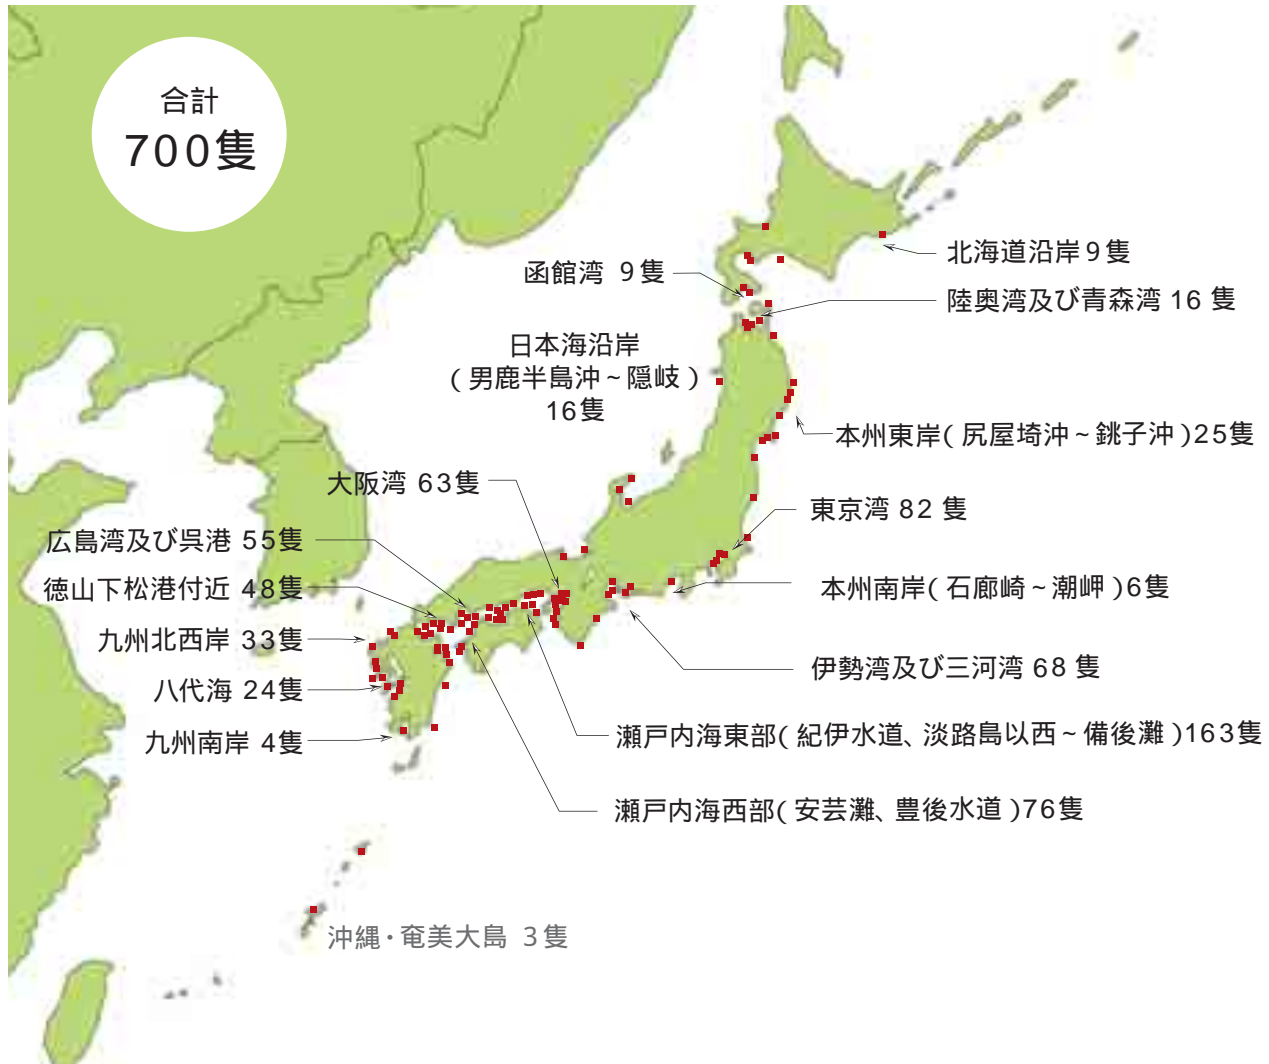 合計
700隻
北海道沿岸9隻
函館湾 9隻
陸奥湾及び青森湾 16 隻
日本海沿岸
(男鹿半島沖~隠岐)
16隻
本州東岸(尻屋埼沖~銚子沖)25隻
大阪湾 63隻
東京湾 82 隻
広島湾及び呉港 55隻
徳山下松港付近 48隻
本州南岸(石廊崎~潮岬)6隻
九州北西岸 33隻
伊勢湾及び三河湾 68 隻
八代海 24隻
九州南岸 4隻
瀬戸内海東部(紀伊水道、淡路島以西~備後灘)163隻
瀬戸内海西部(安芸灘、豊後水道)76隻
沖縄・奄美大島 3隻